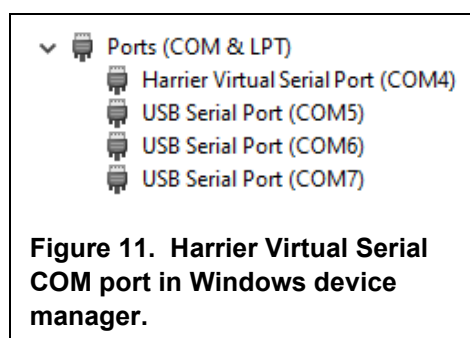 Ports (COM & LPT)
Harrier Virtual Serial Port (COM4)
USB Serial Port (COM5)
USB Serial Port (COM6)
USB Serial Port (COM7)
Figure 11. Harrier Virtual Serial
COM port in Windows device
manager.